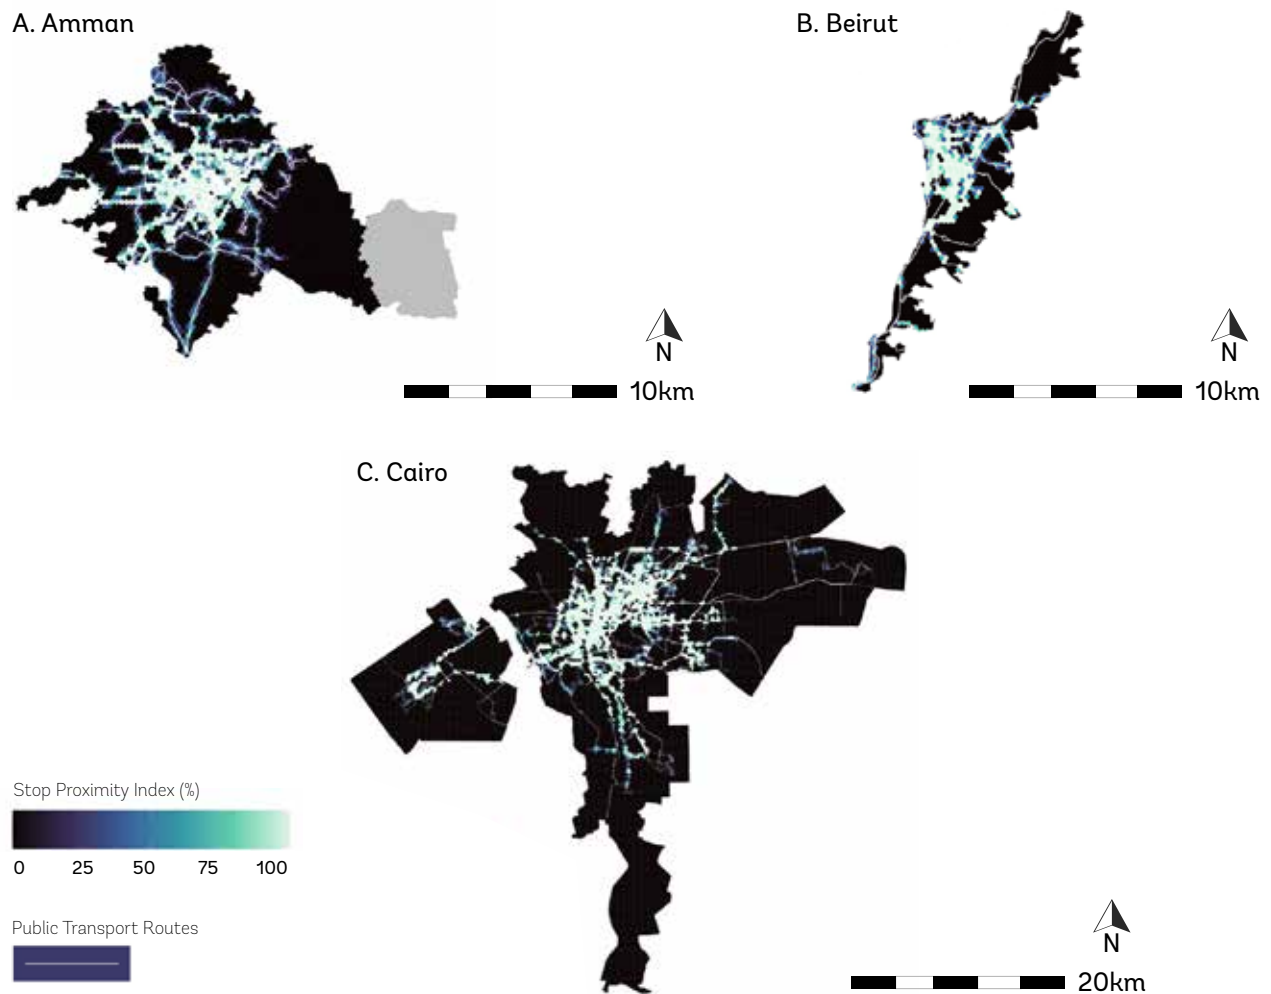 A. Amman
B. Beirut
N
10km
N
10km
C. Cairo
Stop Proximity Index (%)
0 25 50 75 100
Public Transport Routes
N
20km